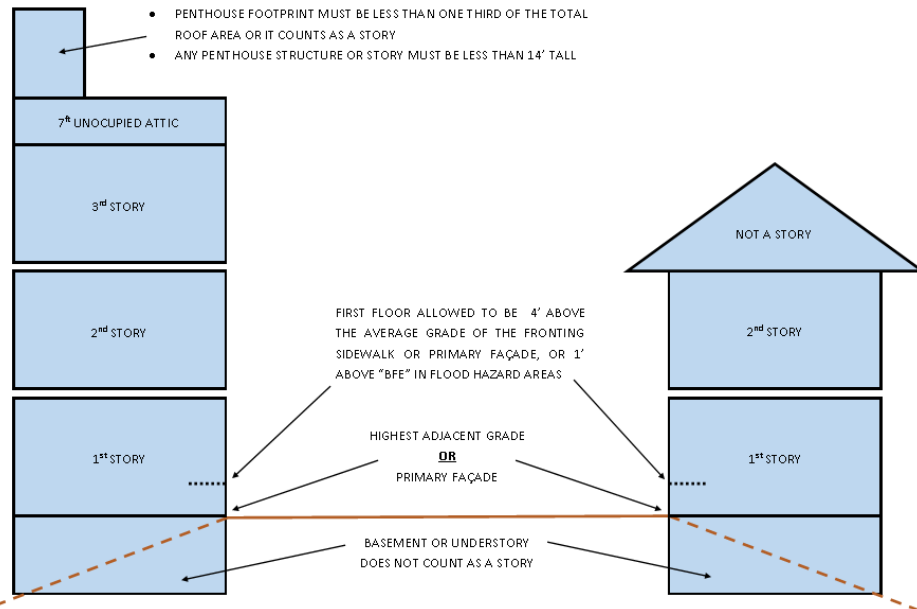 • PENTHOUSE FOOTPRINT MUST BE LESS THAN ONE THIRD OF THE TOTAL
ROOF AREA OR IT COUNTS AS A STORY
• ANY PENTHOUSE STRUCTURE OR STORY MUST BE LESS THAN 14' TALL
7ft UNOCUPIED ATTIC
3rd STORY
NOT A STORY
2nd STORY
FIRST FLOOR ALLOWED TO BE 4' ABOVE
THE AVERAGE GRADE OF THE FRONTING
SIDEWALK OR PRIMARY FAÇADE, OR 1'
ABOVE "BFE" IN FLOOD HAZARD AREAS
2nd STORY
1st STORY
HIGHEST ADJACENT GRADE
OR
PRIMARY FAÇADE
1st STORY
BASEMENT OR UNDERSTORY
DOES NOT COUNT AS A STORY